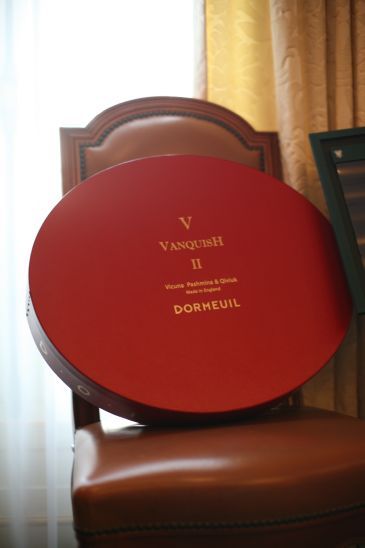 V
VANQUISH
II
Vicuna Pashmina & Qiviuk
Made in England
DORMEUIL